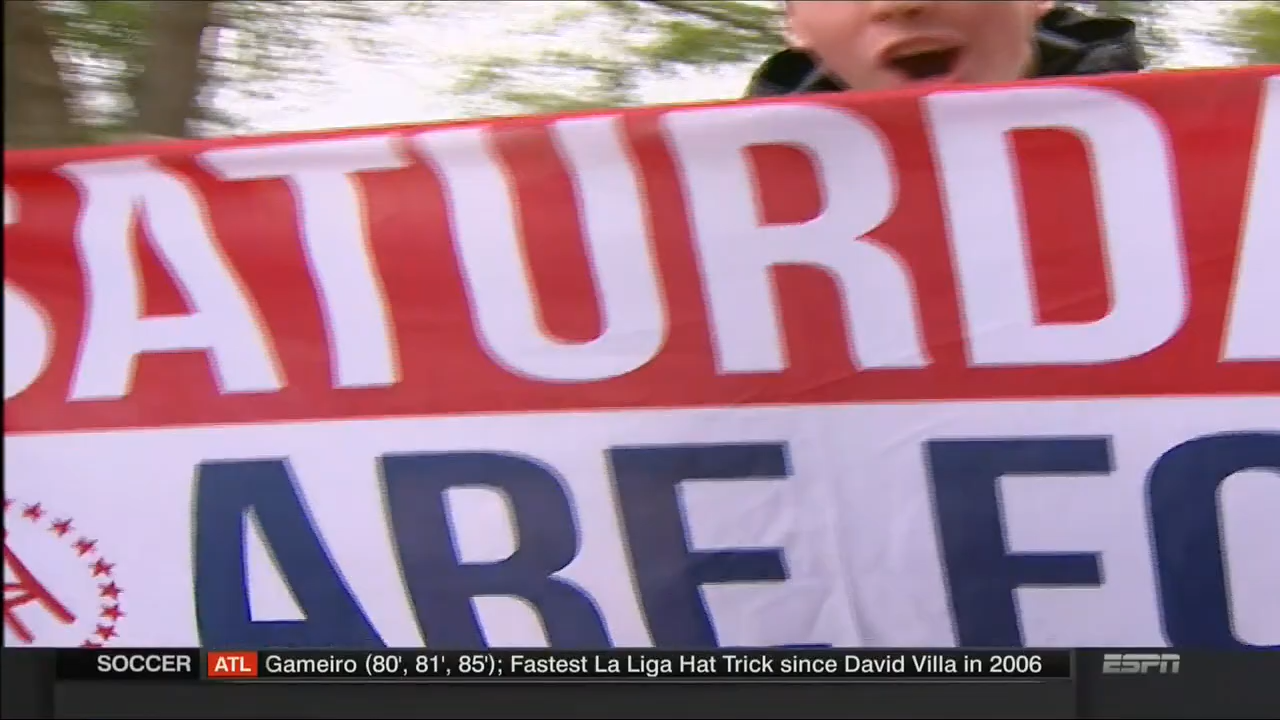 SATURDA
ARE FO
SOCCER ATL Gameiro (80', 81', 85'); Fastest La Liga Hat Trick since David Villa in 2006 ESPN